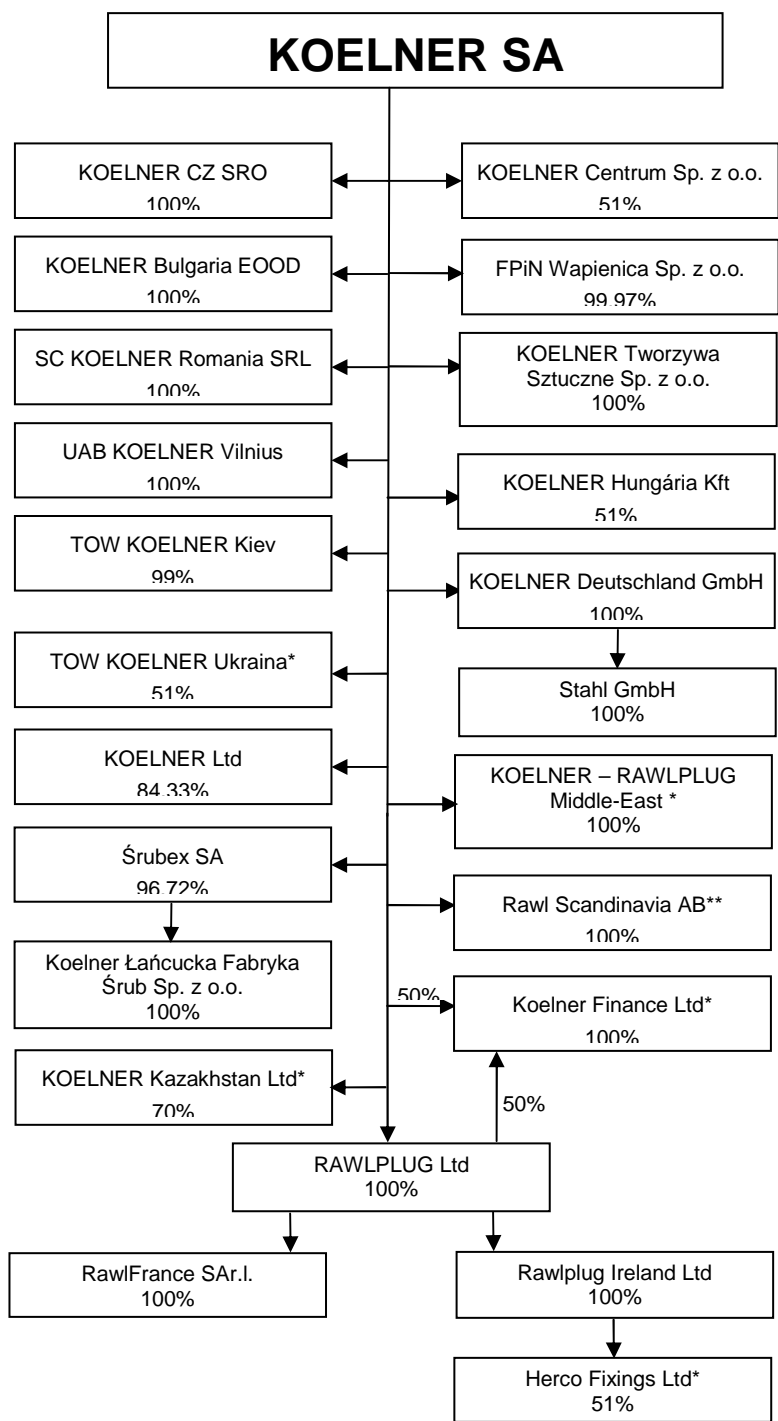 KOELNER SA
KOELNER CZ SRO
100%
KOELNER Centrum Sp. z o.o.
51%
KOELNER Bulgaria EOOD
100%
FPiN Wapienica Sp. z o.o.
99.97%
SC KOELNER Romania SRL
100%
KOELNER Tworzywa
Sztuczne Sp. z o.o.
100%
UAB KOELNER Vilnius
100%
KOELNER Hungária Kft
51%
TOW KOELNER Kiev
99%
KOELNER Deutschland GmbH
100%
TOW KOELNER Ukraina*
51%
Stahl GmbH
100%
KOELNER Ltd
84.33%
KOELNER – RAWLPLUG
Middle-East *
100%
Śrubex SA
96.72%
Rawl Scandinavia AB**
100%
Koelner Łańcucka Fabryka
Śrub Sp. z o.o.
100%
50%
Koelner Finance Ltd*
100%
KOELNER Kazakhstan Ltd*
70%
50%
RAWLPLUG Ltd
100%
RawlFrance SAr.l.
100%
Rawlplug Ireland Ltd
100%
Herco Fixings Ltd*
51%